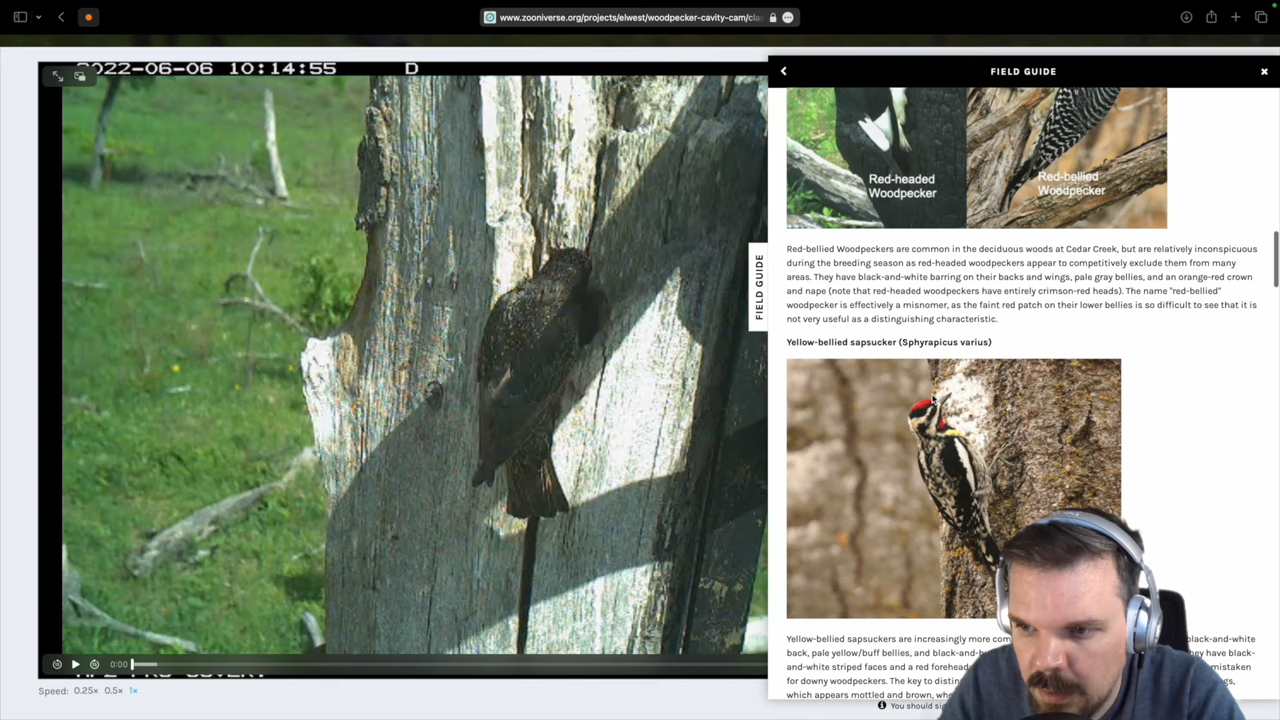 www.zooniverse.org/projects/elwest/woodpecker-cavity-cam/cla
2022-06-06 10:14:55 D
FIELD GUIDE
FIELD GUIDE
Red-headed
Woodpecker
Red-bellied
Woodpecker
Red-bellied Woodpeckers are common in the deciduous woods at Cedar Creek, but are relatively inconspicuous
during the breeding season as red-headed woodpeckers appear to competitively exclude them from many
areas. They have black-and-white barring on their backs and wings, pale gray bellies, and an orange-red crown
and nape (note that red-headed woodpeckers have entirely crimson-red heads). The name "red-bellied"
woodpecker is effectively a misnomer, as the faint red patch on their lower bellies is so difficult to see that it is
not very useful as a distinguishing characteristic.
Yellow-bellied sapsucker (Sphyrapicus varius)
Yellow-bellied sapsuckers are increasingly more com black-and-white
back, pale yellow/buff bellies, and black-and-b hey have black-
and-white striped faces and a red forehead mistaken
for downy woodpeckers. The key to disting ngs,
which appears mottled and brown, whe
You should sig
0:00
Speed: 0.25× 0.5× 1×